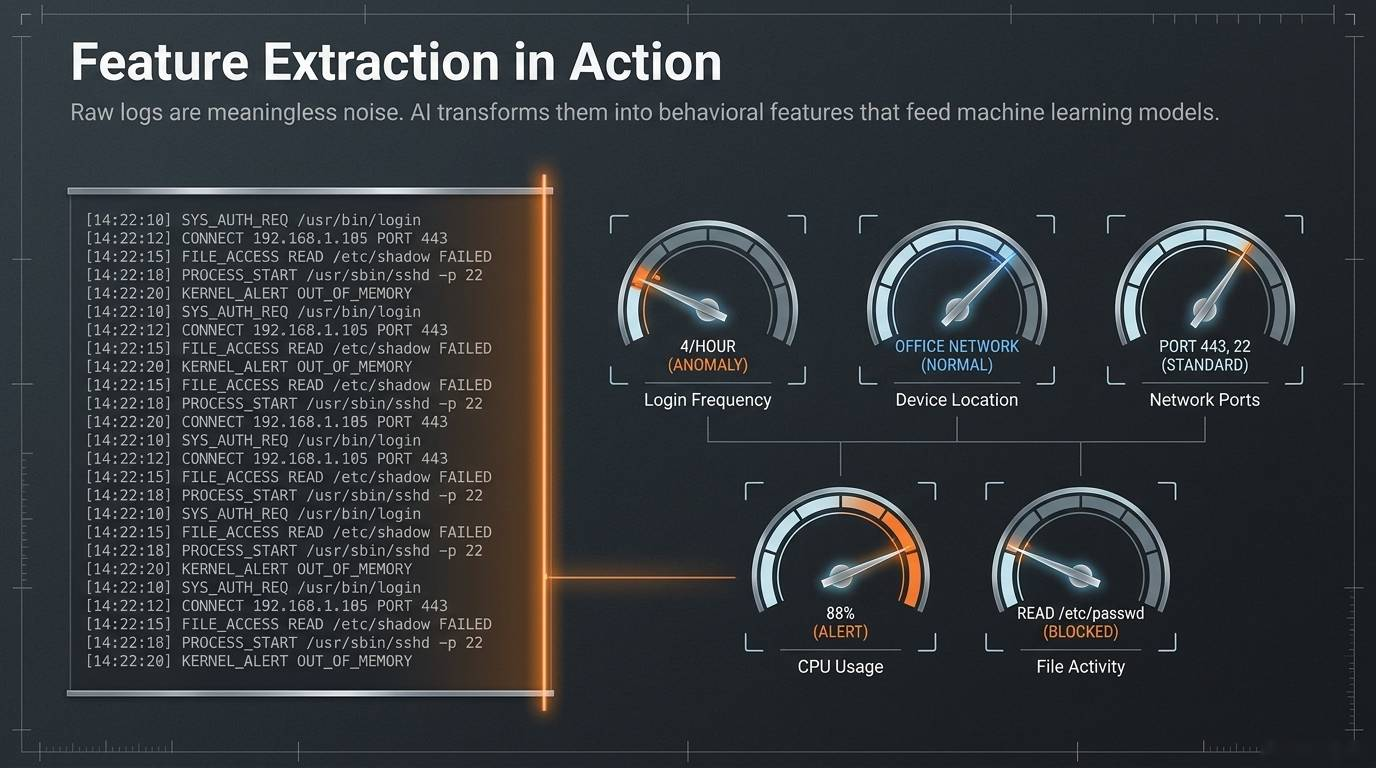 Feature Extraction in Action
Raw logs are meaningless noise. AI transforms them into behavioral features that feed machine learning models.
[14:22:10] SYS_AUTH_REQ /usr/bin/login
[14:22:12] CONNECT 192.168.1.105 PORT 443
[14:22:15] FILE_ACCESS READ /etc/shadow FAILED
[14:22:18] PROCESS_START /usr/sbin/sshd -p 22
[14:22:20] KERNEL_ALERT OUT_OF_MEMORY
[14:22:10] SYS_AUTH_REQ /usr/bin/login
[14:22:12] CONNECT 192.168.1.105 PORT 443
[14:22:15] FILE_ACCESS READ /etc/shadow FAILED
[14:22:20] KERNEL_ALERT OUT_OF_MEMORY
[14:22:15] FILE_ACCESS READ /etc/shadow FAILED
[14:22:18] PROCESS_START /usr/sbin/sshd -p 22
[14:22:20] CONNECT 192.168.1.105 PORT 443
[14:22:10] SYS_AUTH_REQ /usr/bin/login
[14:22:12] CONNECT 192.168.1.105 PORT 443
[14:22:15] FILE_ACCESS READ /etc/shadow FAILED
[14:22:18] PROCESS_START /usr/sbin/sshd -p 22
[14:22:10] SYS_AUTH_REQ /usr/bin/login
[14:22:15] FILE_ACCESS READ /etc/shadow FAILED
[14:22:18] PROCESS_START /usr/sbin/sshd -p 22
[14:22:20] KERNEL_ALERT OUT_OF_MEMORY
[14:22:10] SYS_AUTH_REQ /usr/bin/login
[14:22:12] CONNECT 192.168.1.105 PORT 443
[14:22:15] FILE_ACCESS READ /etc/shadow FAILED
[14:22:18] PROCESS_START /usr/sbin/sshd -p 22
[14:22:20] KERNEL_ALERT OUT_OF_MEMORY
4/HOUR
(ANOMALY)
Login Frequency
OFFICE NETWORK
(NORMAL)
Device Location
PORT 443, 22
(STANDARD)
Network Ports
88%
(ALERT)
CPU Usage
READ /etc/passwd
(BLOCKED)
File Activity